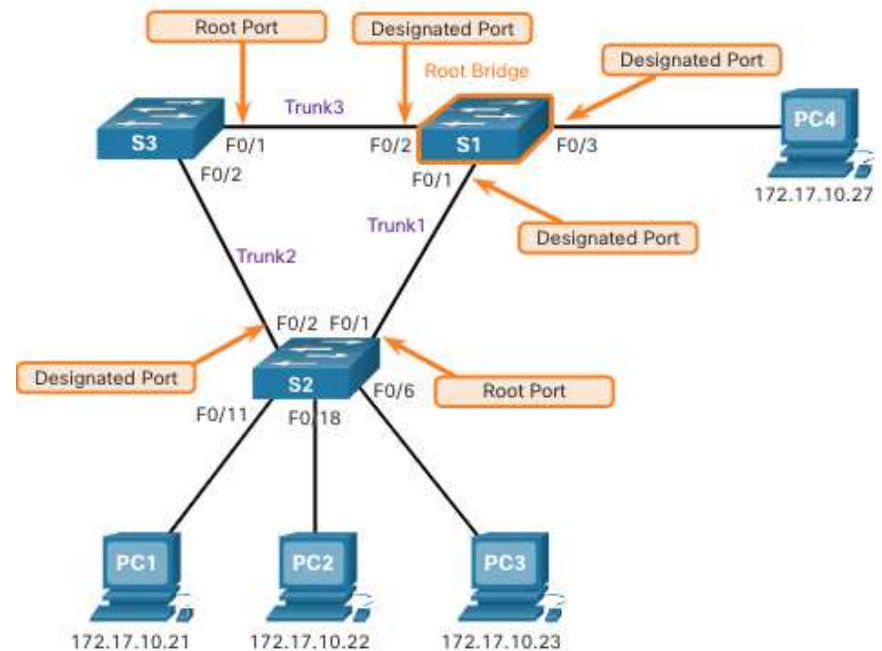 Root Port
Designated Port
Root Bridge
Designated Port
Trunk3
S3
F0/1
F0/2
S1
F0/3
PC4
F0/2
F0/1
172.17.10.27
Trunk1
Designated Port
Trunk2
F0/2
F0/1
Designated Port
S2
F0/6
Root Port
F0/11
F0/18
PC1
PC2
PC3
172.17.10.21
172.17.10.22
172.17.10.23